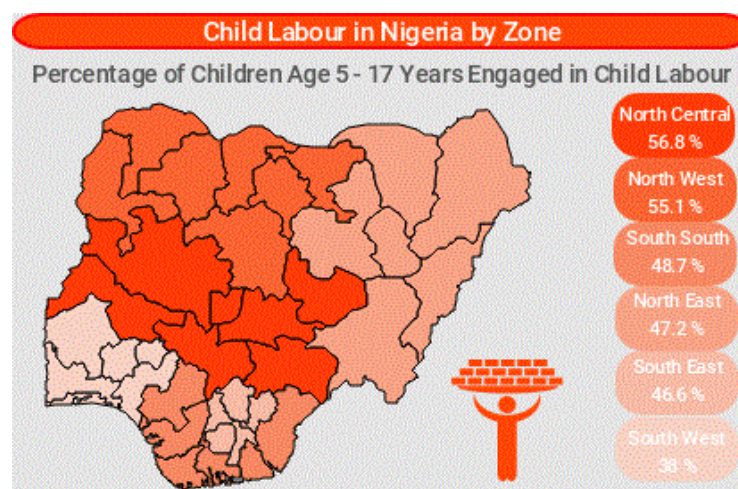 Child Labour in Nigeria by Zone
Percentage of Children Age 5 - 17 Years Engaged in Child Labour
North Central
56.8 %
North West
55.1 %
South South
48.7 %
North East
47.2 %
South East
46.6 %
South West
38 %